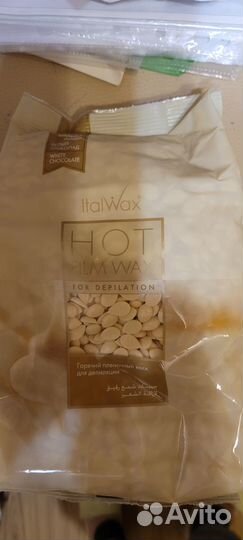 БЕЛЫЙ
ШОКОЛАД
WHITE
CHOCOLATE
ItalWax
HOT
FILM WAX
FOR DEPILATION
Горячий пленочный воск
для депиляции
Avito